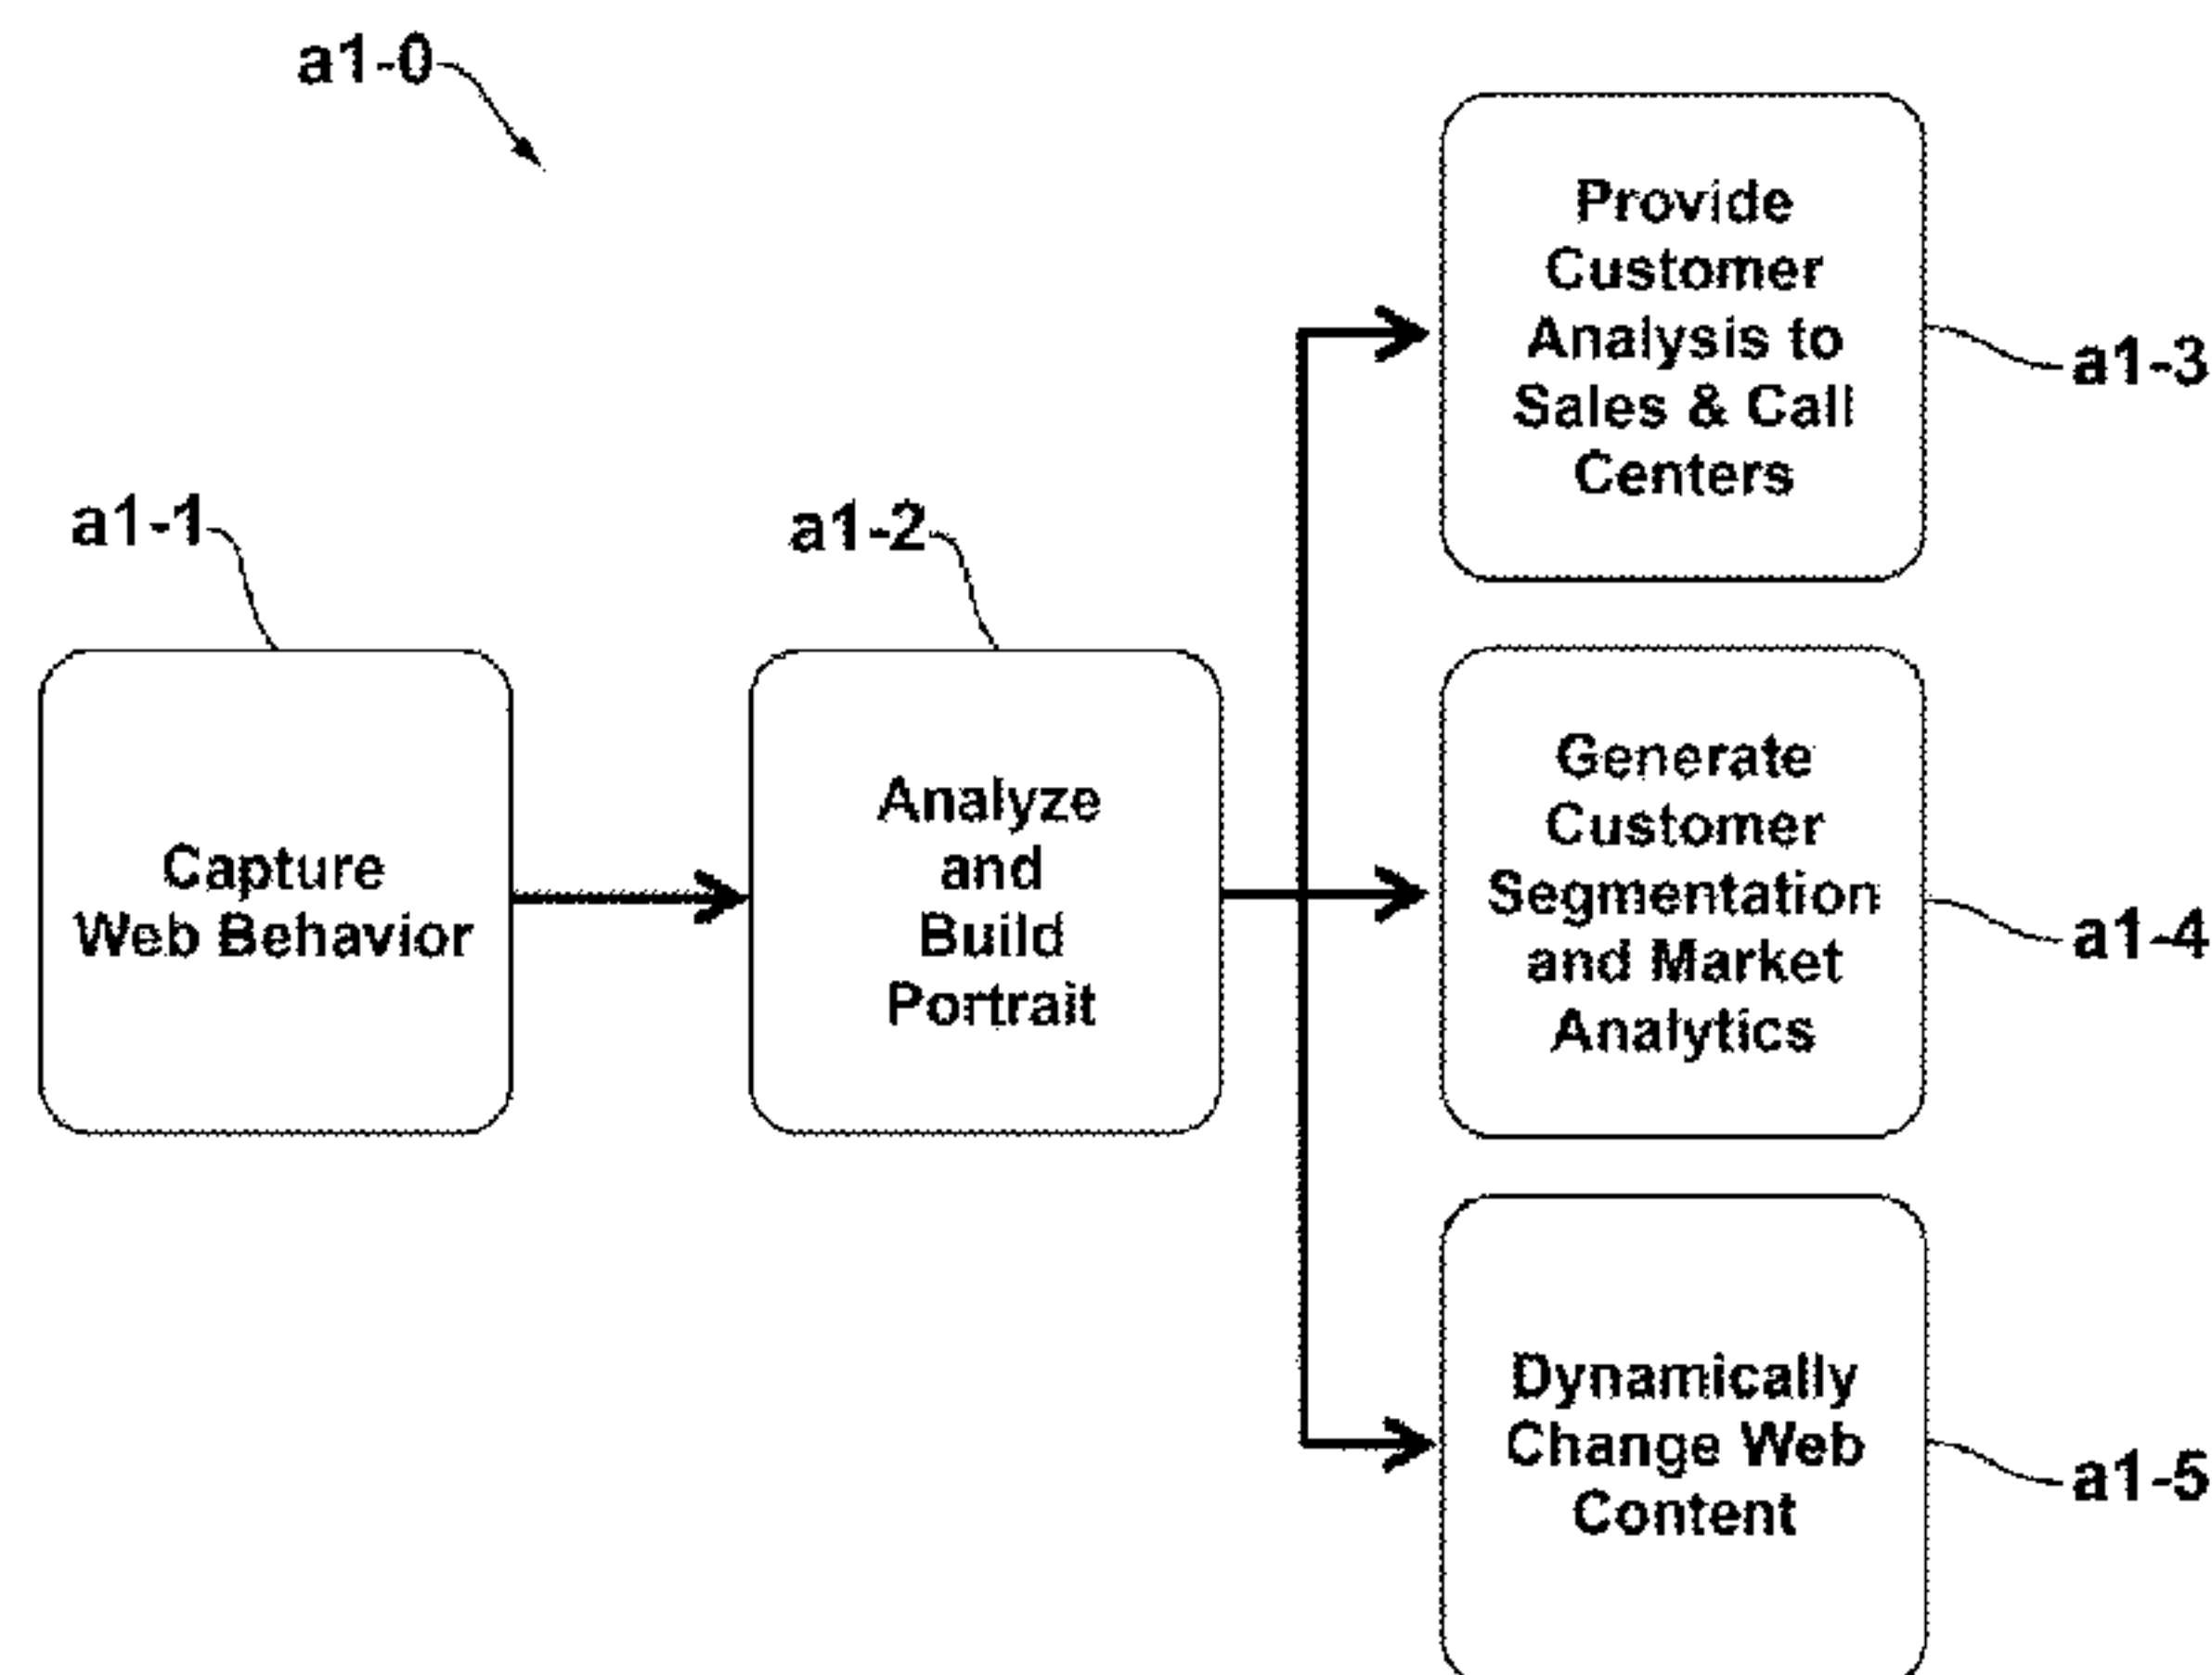 a1-0
a1-1
Capture
Web Behavior
a1-2
Analyze
and
Build
Portrait
Provide
Customer
Analysis to
Sales & Call
Centers
a1-3
Generate
Customer
Segmentation
and Market
Analytics
a1-4
Dynamically
Change Web
Content
a1-5